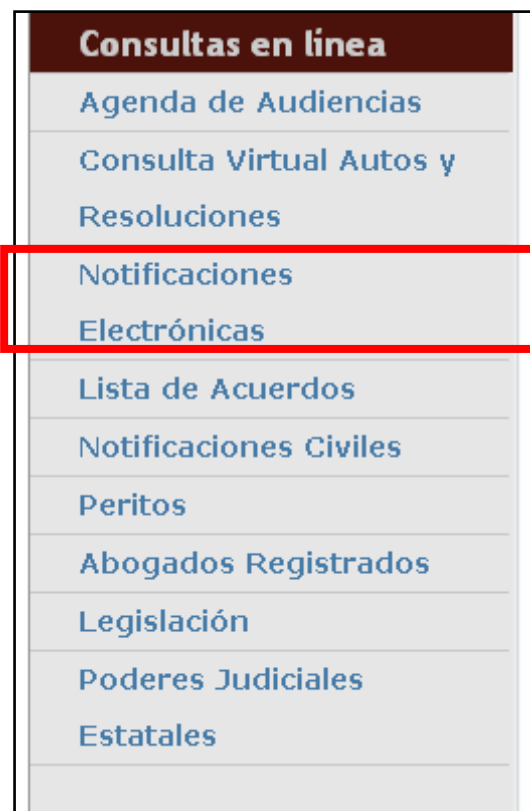 Consultas en línea
Agenda de Audiencias
Consulta Virtual Autos y
Resoluciones
Notificaciones
Electrónicas
Lista de Acuerdos
Notificaciones Civiles
Peritos
Abogados Registrados
Legislación
Poderes Judiciales
Estatales